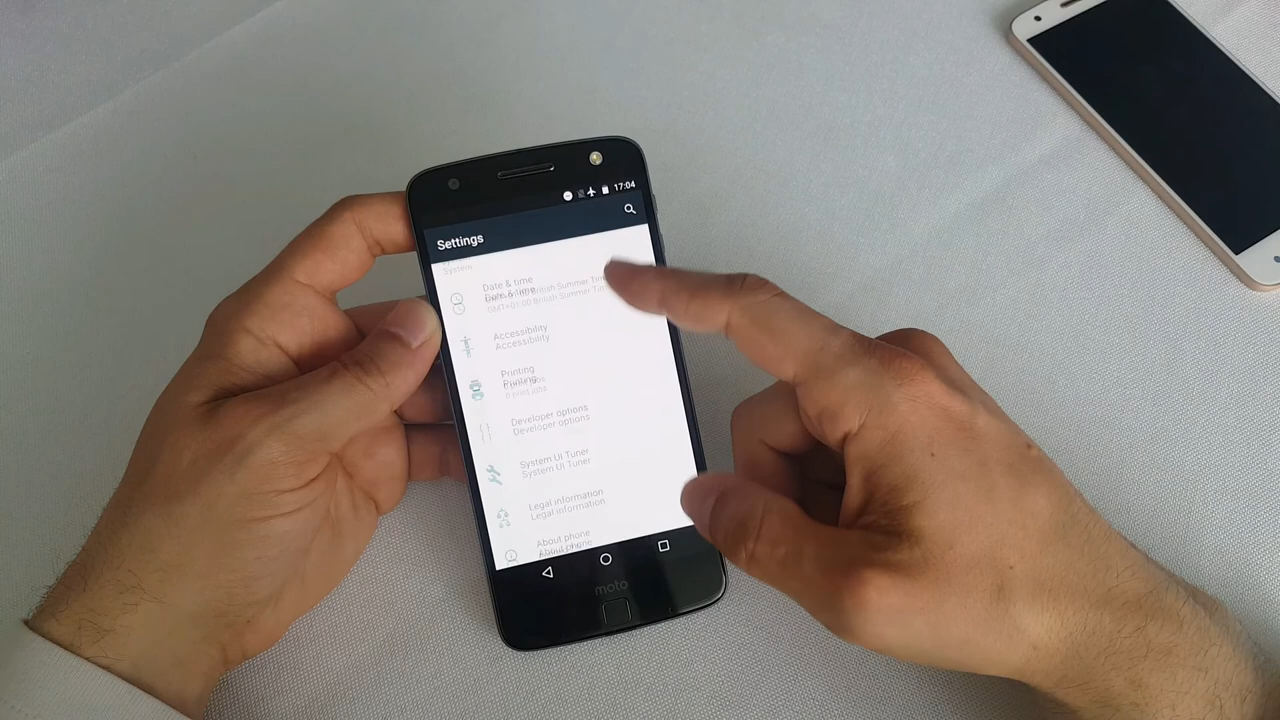 17:04
Settings
System
Date & time
GMT+01:00 British Summer Time
Accessibility
Printing
0 print jobs
Developer options
System UI Tuner
Legal information
About phone
moto